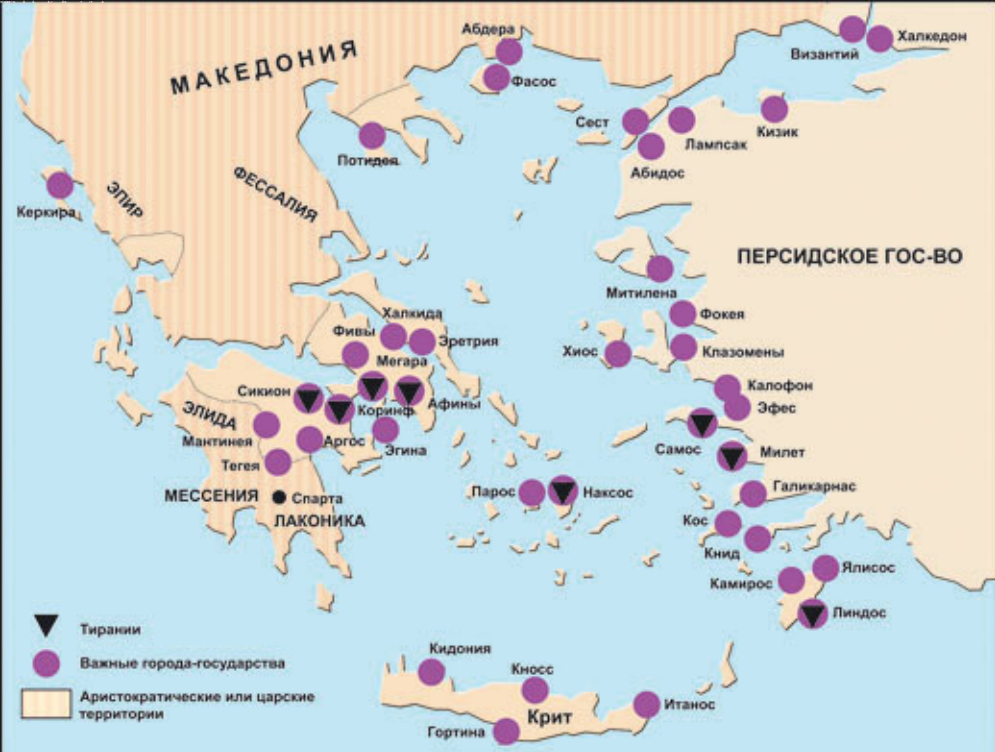 Абдера
Византий
Халкедон
МАКЕДОНИЯ
Фасос
Сест
Лампсак
Кизик
Потидея
Абидос
ЭПИР
ФЕССАЛИЯ
Керкира
ПЕРСИДСКОЕ ГОС-ВО
Митилена
Халкида
Фокея
Фивы
Эретрия
Хиос
Клазомены
Мегара
Калофон
Сикион
Афины
Эфес
Коринф
ЭЛИДА
Мантинея
Аргос
Эгина
Самос
Милет
Тегея
Галикарнас
МЕССЕНИЯ
Спарта
Парос
Наксос
ЛАКОНИКА
Кос
Книд
Ялисос
Камирос
Линдос
Тирании
Важные города-государства
Аристократические или царские
территории
Кидония
Кносс
Крит
Итанос
Гортина